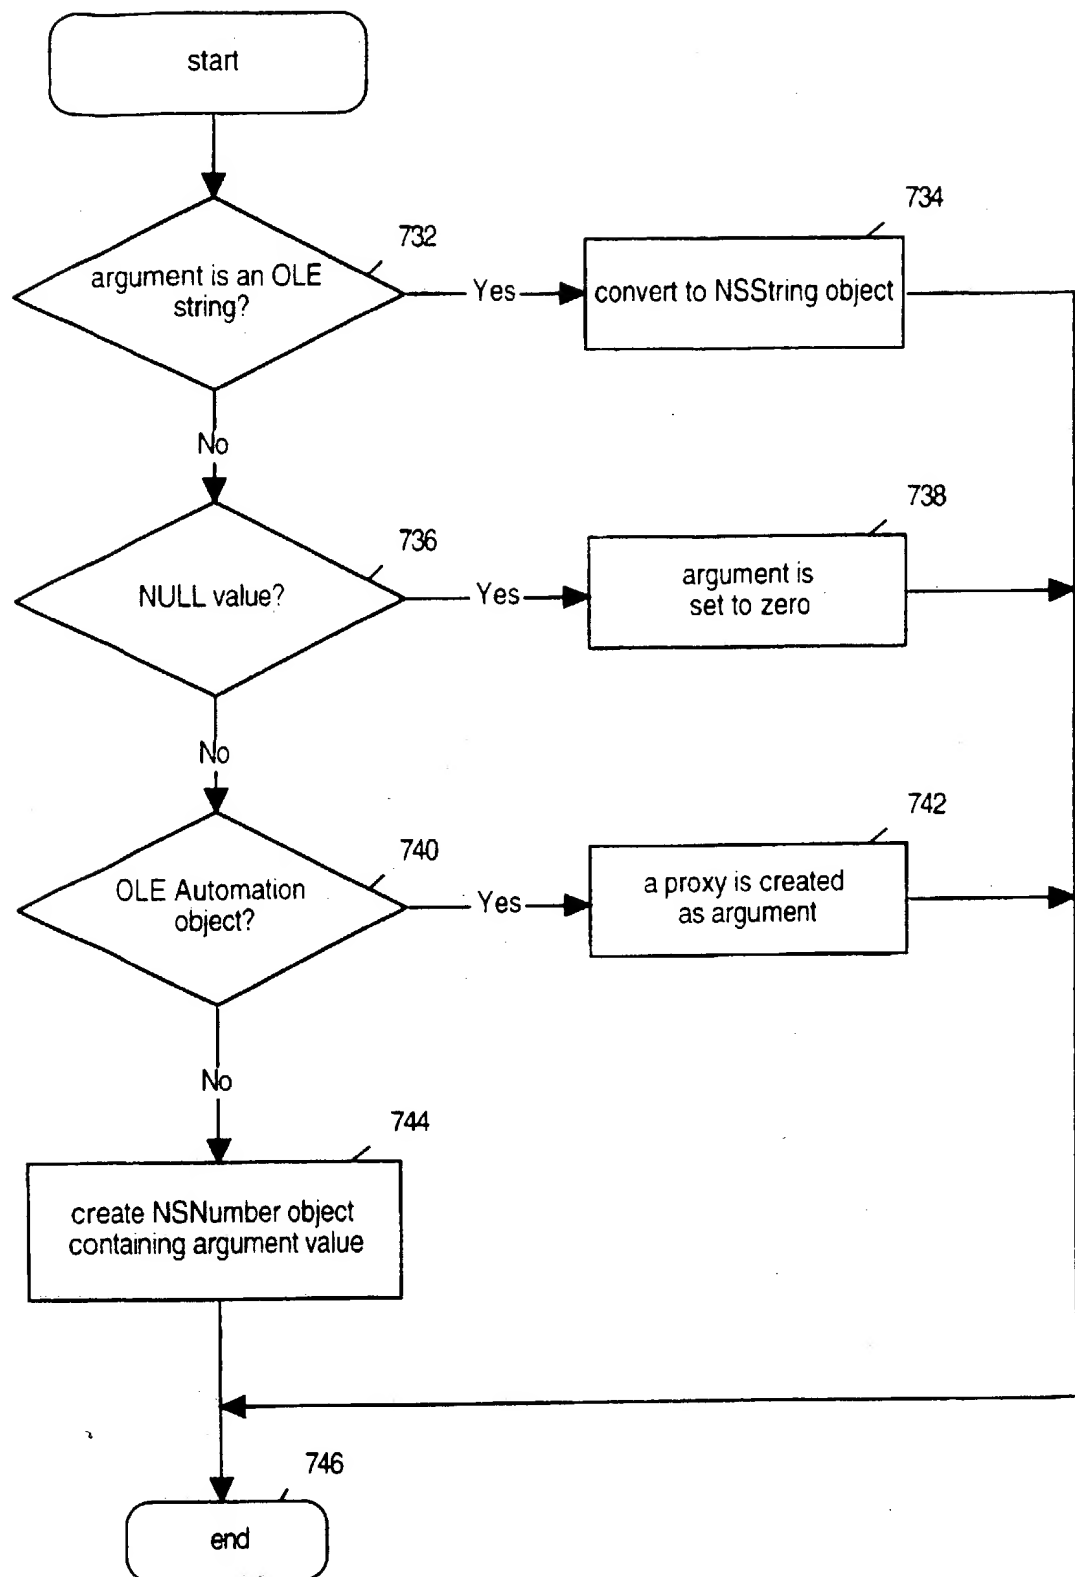 start
732
argument is an OLE
string?
Yes
734
convert to NSString object
No
736
NULL value?
Yes
738
argument is
set to zero
No
740
OLE Automation
object?
Yes
742
a proxy is created
as argument
No
744
create NSNumber object
containing argument value
746
end